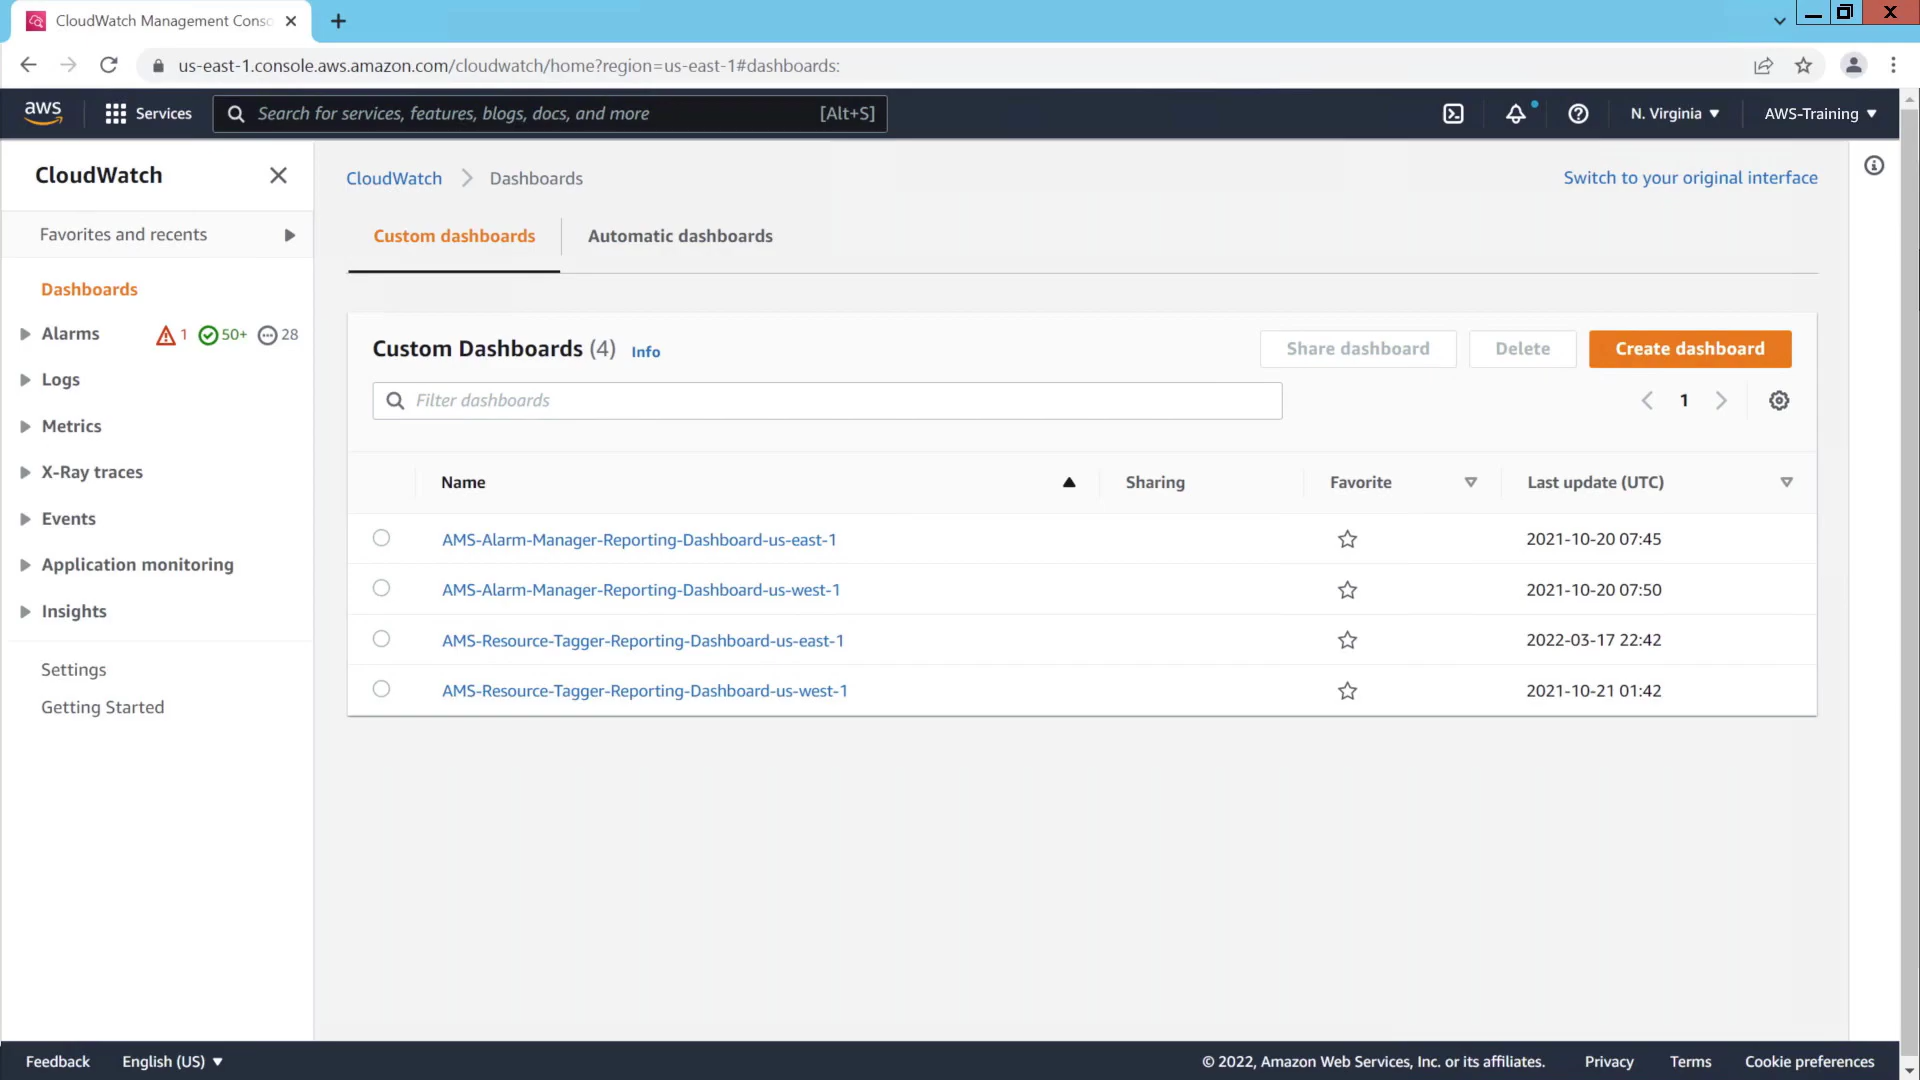 CloudWatch Management Conso
us-east-1.console.aws.amazon.com/cloudwatch/home?region=us-east-1#dashboards:
aws
Services
Search for services, features, blogs, docs, and more
[Alt+S]
N. Virginia
AWS-Training
CloudWatch
Favorites and recents
Dashboards
Alarms 1 50+ 28
Logs
Metrics
X-Ray traces
Events
Application monitoring
Insights
Settings
Getting Started
CloudWatch
Dashboards
Switch to your original interface
Custom dashboards
Automatic dashboards
Custom Dashboards (4) Info
Share dashboard
Delete
Create dashboard
Filter dashboards
1
Name Sharing Favorite Last update (UTC)
AMS-Alarm-Manager-Reporting-Dashboard-us-east-1 2021-10-20 07:45
AMS-Alarm-Manager-Reporting-Dashboard-us-west-1 2021-10-20 07:50
AMS-Resource-Tagger-Reporting-Dashboard-us-east-1 2022-03-17 22:42
AMS-Resource-Tagger-Reporting-Dashboard-us-west-1 2021-10-21 01:42
Feedback
English (US)
© 2022, Amazon Web Services, Inc. or its affiliates.
Privacy
Terms
Cookie preferences